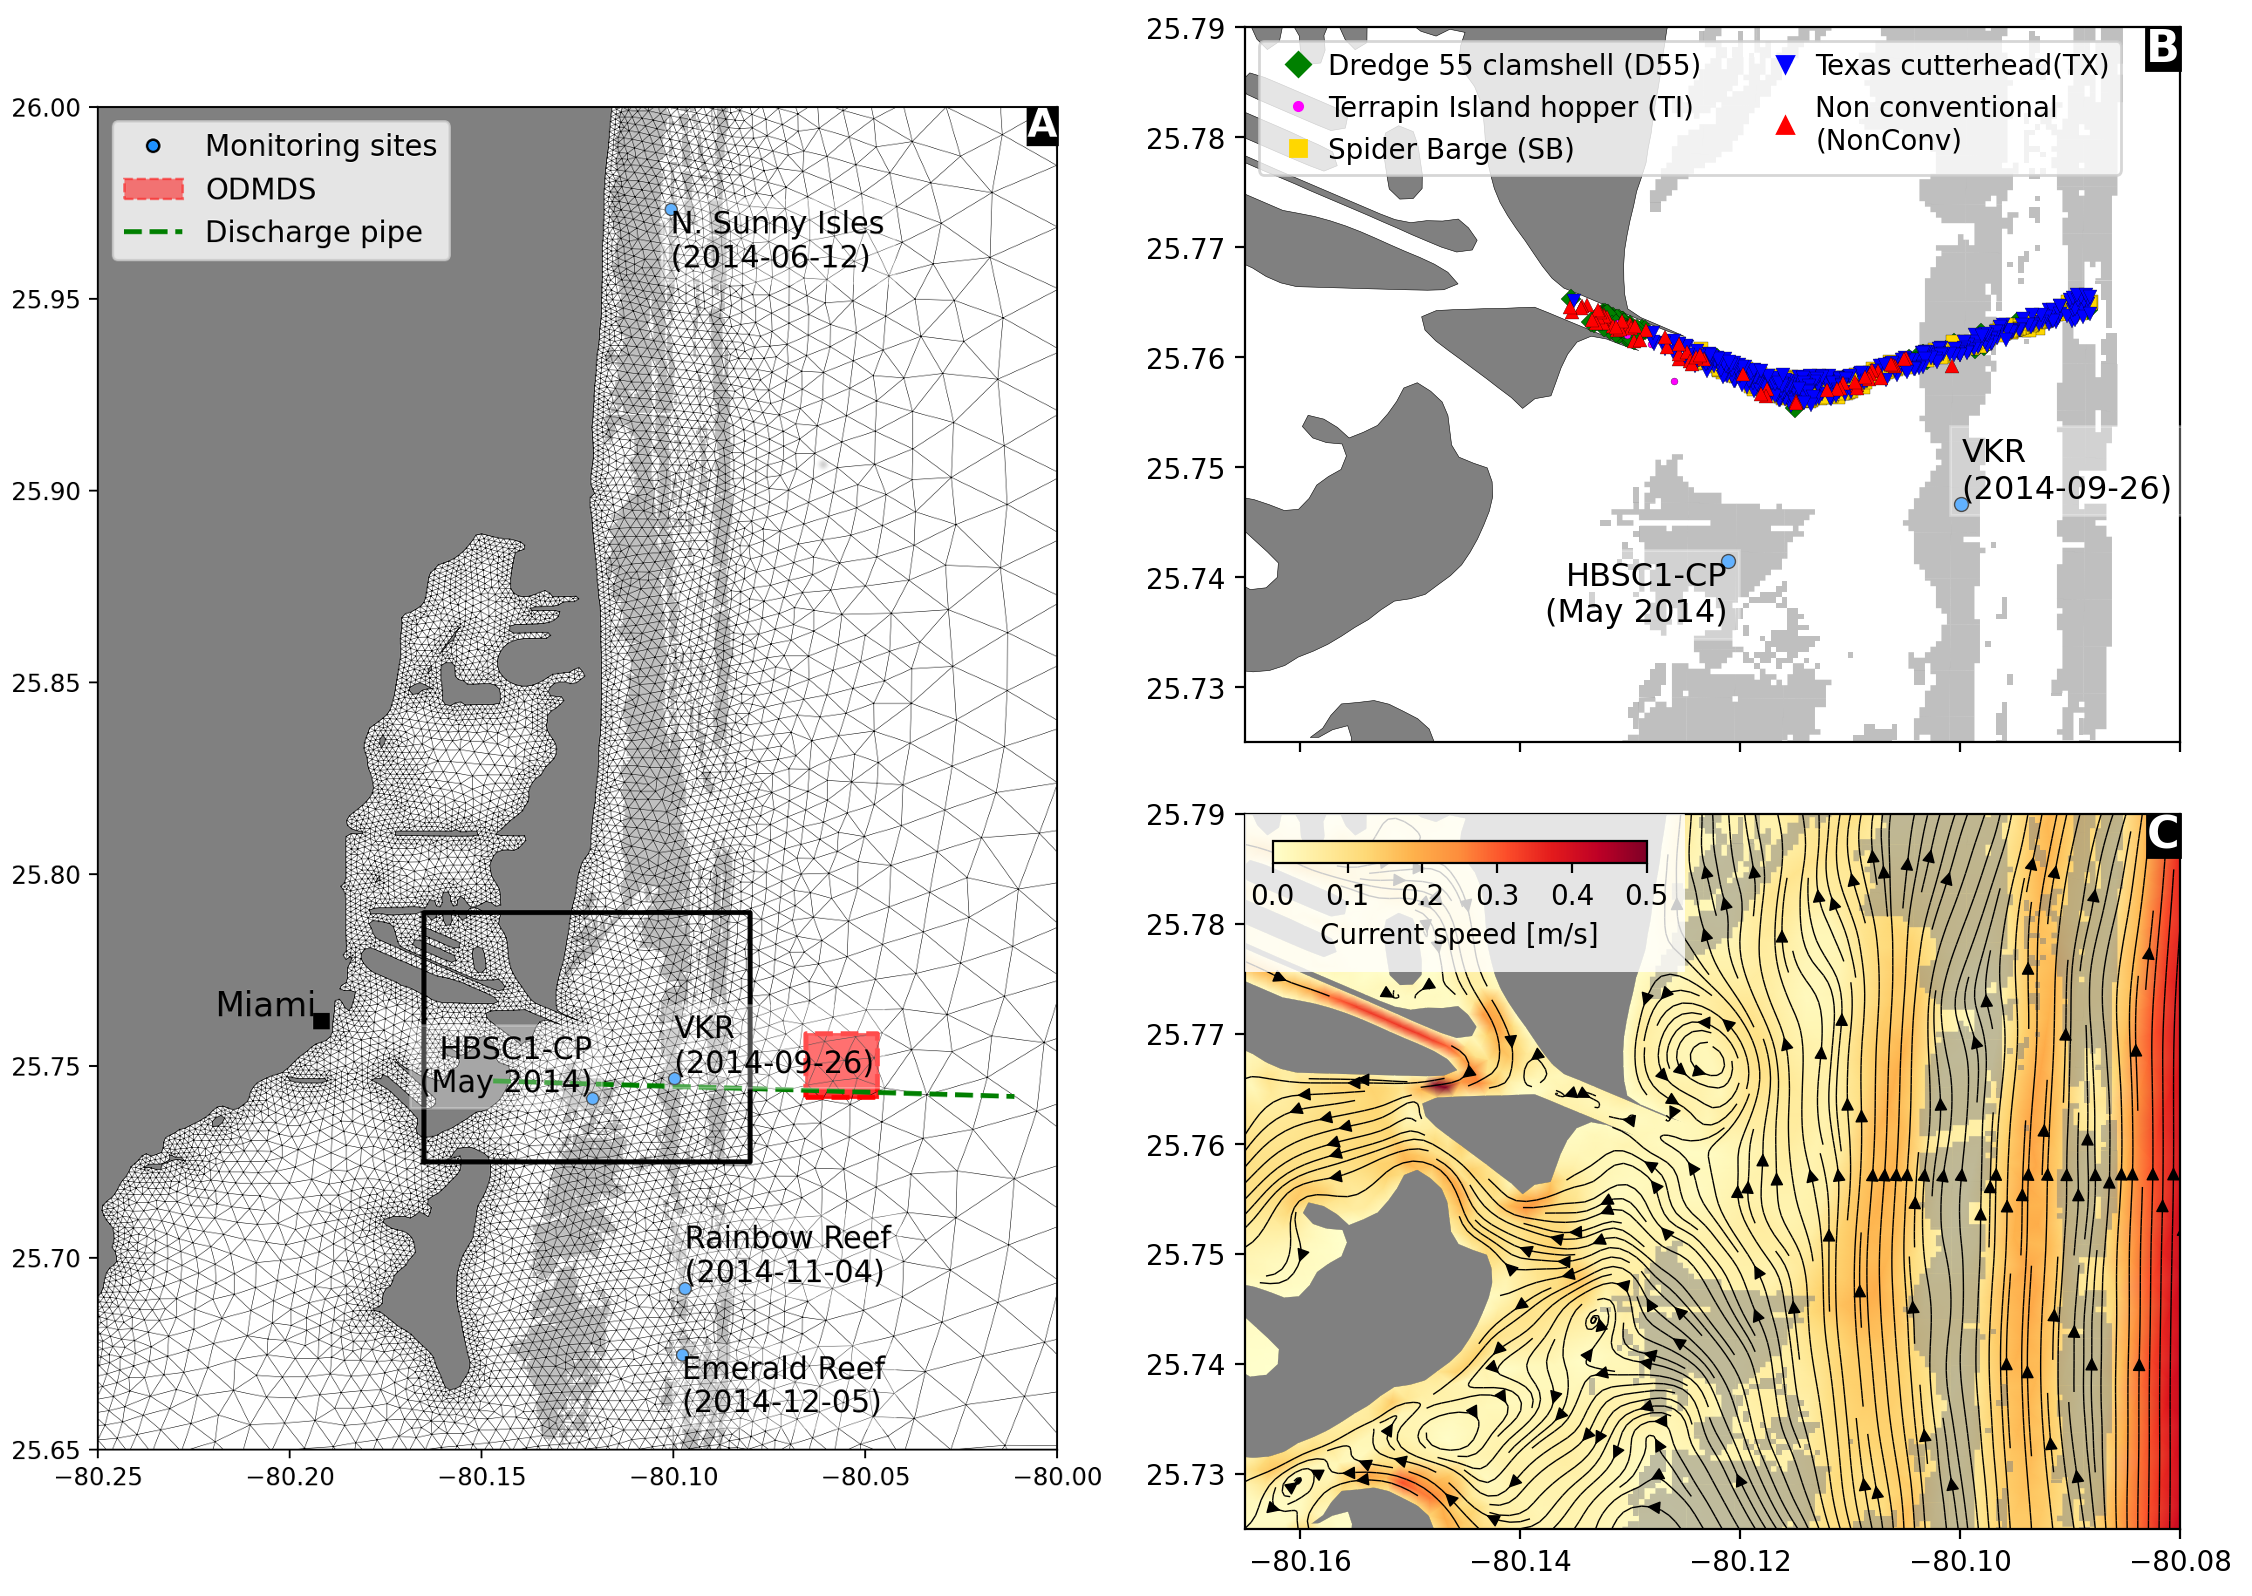 A
Monitoring sites
ODMDS
Discharge pipe
26.00
25.95
25.90
25.85
25.80
25.75
25.70
25.65
N. Sunny Isles
(2014-06-12)
Miami
HBSC1-CP
(May 2014)
VKR
(2014-09-26)
Rainbow Reef
(2014-11-04)
Emerald Reef
(2014-12-05)
−80.25
−80.20
−80.15
−80.10
−80.05
−80.00
B
Dredge 55 clamshell (D55)
Terrapin Island hopper (TI)
Spider Barge (SB)
Texas cutterhead(TX)
Non conventional
(NonConv)
25.79
25.78
25.77
25.76
25.75
25.74
25.73
VKR
(2014-09-26)
HBSC1-CP
(May 2014)
C
0.0 0.1 0.2 0.3 0.4 0.5
Current speed [m/s]
25.79
25.78
25.77
25.76
25.75
25.74
25.73
−80.16
−80.14
−80.12
−80.10
−80.08